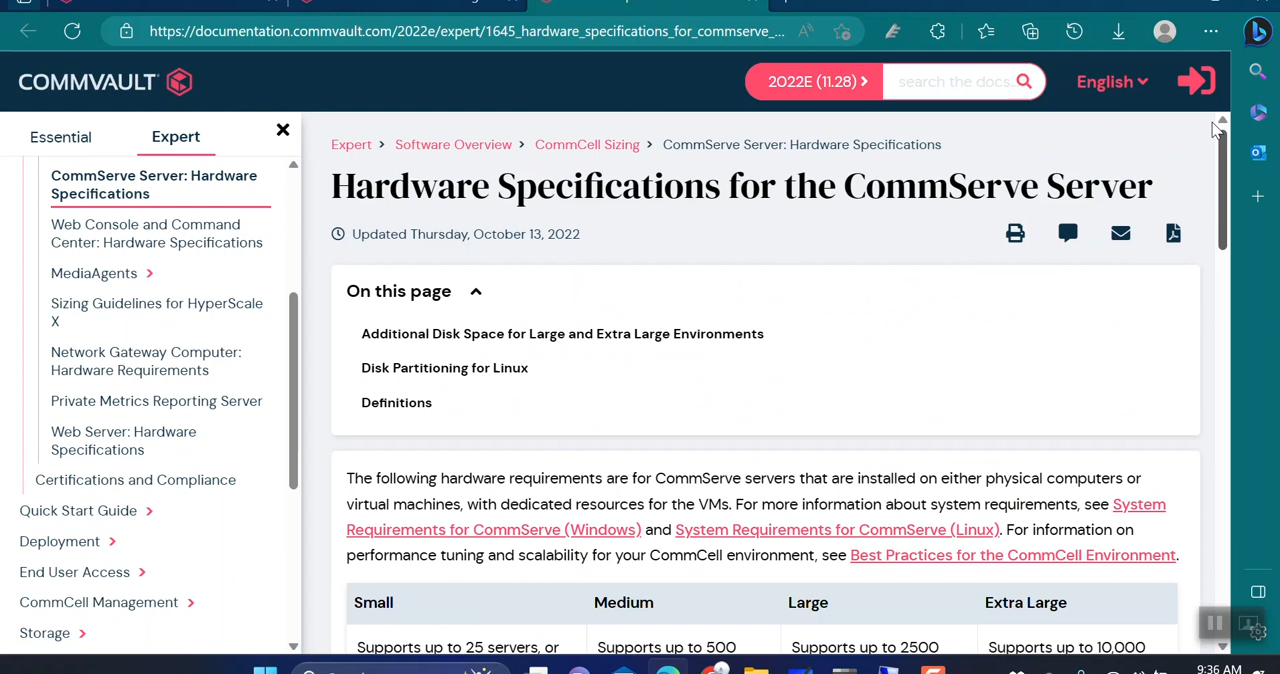 https://documentation.commvault.com/2022e/expert/1645_hardware_specifications_for_commserve_...
COMMVAULT
2022E (11.28)
search the docs...
English
Essential
Expert
CommServe Server: Hardware
Specifications
Web Console and Command
Center: Hardware Specifications
MediaAgents
Sizing Guidelines for HyperScale
X
Network Gateway Computer:
Hardware Requirements
Private Metrics Reporting Server
Web Server: Hardware
Specifications
Certifications and Compliance
Quick Start Guide
Deployment
End User Access
CommCell Management
Storage
Expert > Software Overview > CommCell Sizing > CommServe Server: Hardware Specifications
Hardware Specifications for the CommServe Server
Updated Thursday, October 13, 2022
On this page
Additional Disk Space for Large and Extra Large Environments
Disk Partitioning for Linux
Definitions
The following hardware requirements are for CommServe servers that are installed on either physical computers or
virtual machines, with dedicated resources for the VMs. For more information about system requirements, see System
Requirements for CommServe (Windows) and System Requirements for CommServe (Linux). For information on
performance tuning and scalability for your CommCell environment, see Best Practices for the CommCell Environment.
Small Medium Large Extra Large
Supports up to 25 servers, or Supports up to 500 Supports up to 2500 Supports up to 10,000
9:36 AM